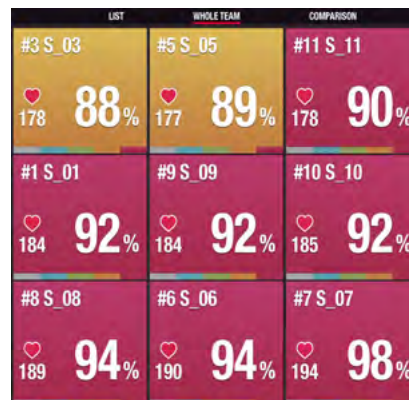 LIST WHOLE TEAM COMPARISON
#3 S_03 #5 S_05 #11 S_11
178 88% 177 89% 178 90%
#1 S_01 #9 S_09 #10 S_10
184 92% 184 92% 185 92%
#8 S_08 #6 S_06 #7 S_07
189 94% 190 94% 194 98%